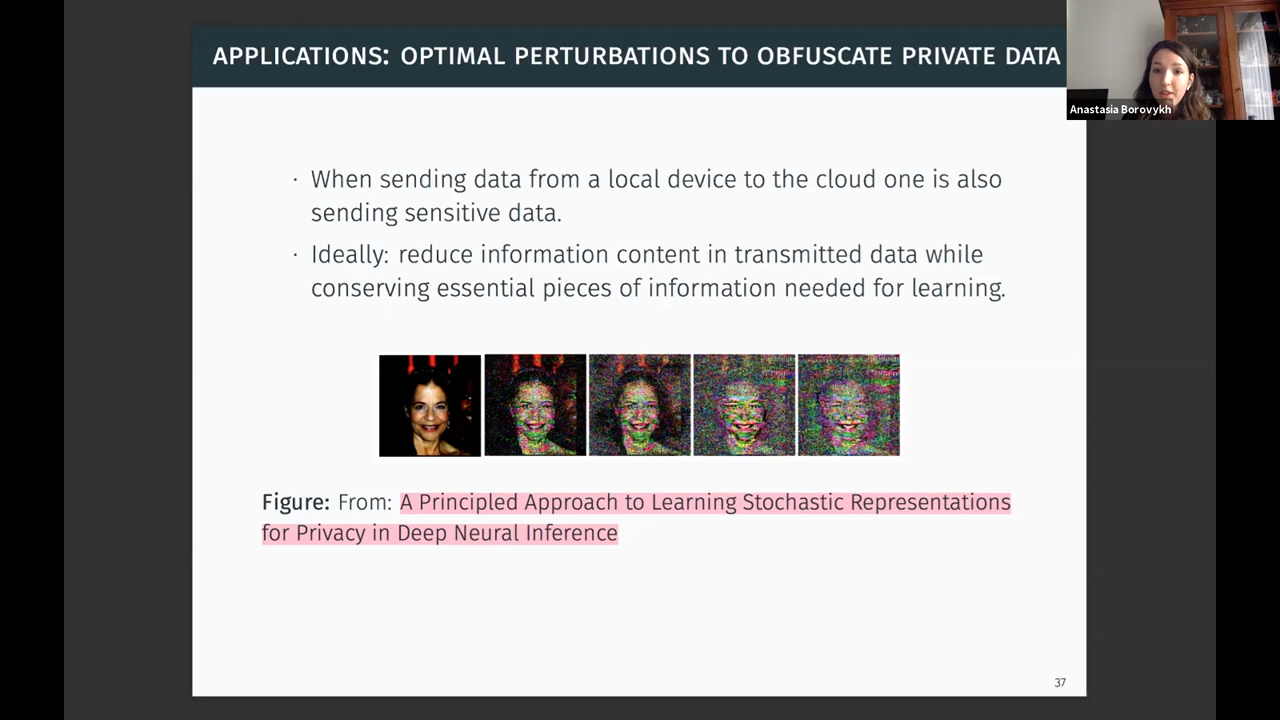 APPLICATIONS: OPTIMAL PERTURBATIONS TO OBFUSCATE PRIVATE DATA
Anastasia Borovykh
· When sending data from a local device to the cloud one is also
sending sensitive data.
· Ideally: reduce information content in transmitted data while
conserving essential pieces of information needed for learning.
Figure: From: A Principled Approach to Learning Stochastic Representations
for Privacy in Deep Neural Inference
37